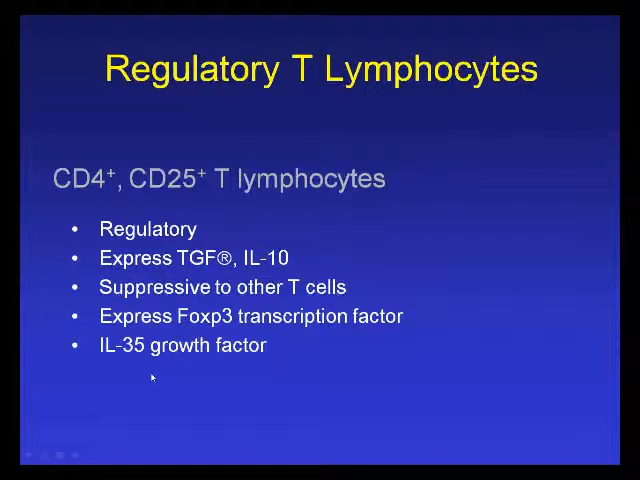 Regulatory T Lymphocytes
CD4⁺, CD25⁺ T lymphocytes
• Regulatory
• Express TGF®, IL-10
• Suppressive to other T cells
• Express Foxp3 transcription factor
• IL-35 growth factor